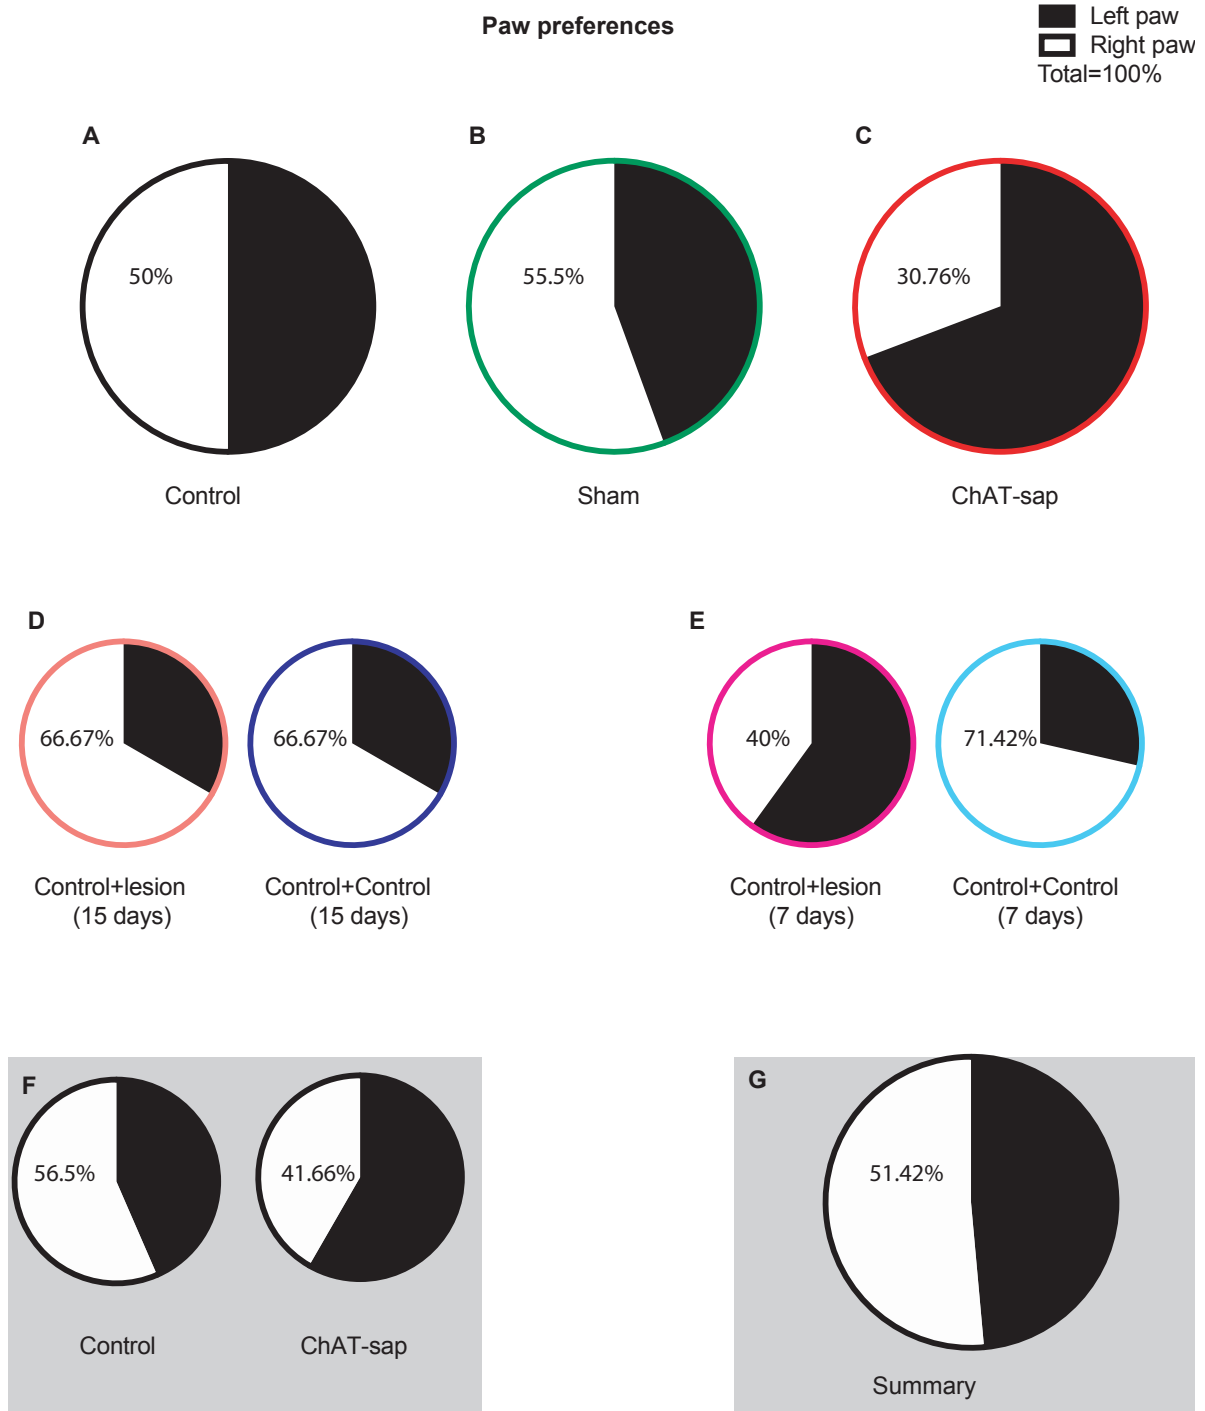 Paw preferences
Left paw
Right paw
Total=100%
A
B
C
50%
55.5%
30.76%
Control
Sham
ChAT-sap
D
E
66.67%
66.67%
40%
71.42%
Control+lesion
(15 days)
Control+Control
(15 days)
Control+lesion
(7 days)
Control+Control
(7 days)
F
G
56.5%
41.66%
51.42%
Control
ChAT-sap
Summary